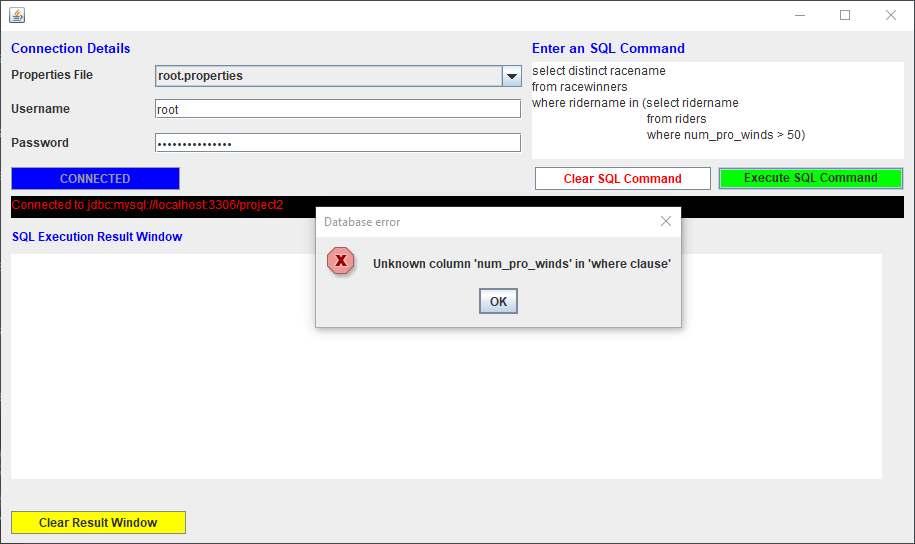 Connection Details
Properties File
root.properties
Username
root
Password
•••••••••••••••
CONNECTED
Enter an SQL Command
select distinct racename
from racewinners
where ridername in (select ridername
from riders
where num_pro_winds > 50)
Clear SQL Command
Execute SQL Command
Connected to jdbc:mysql://localhost:3306/project2
SQL Execution Result Window
Database error
X
Unknown column 'num_pro_winds' in 'where clause'
OK
Clear Result Window